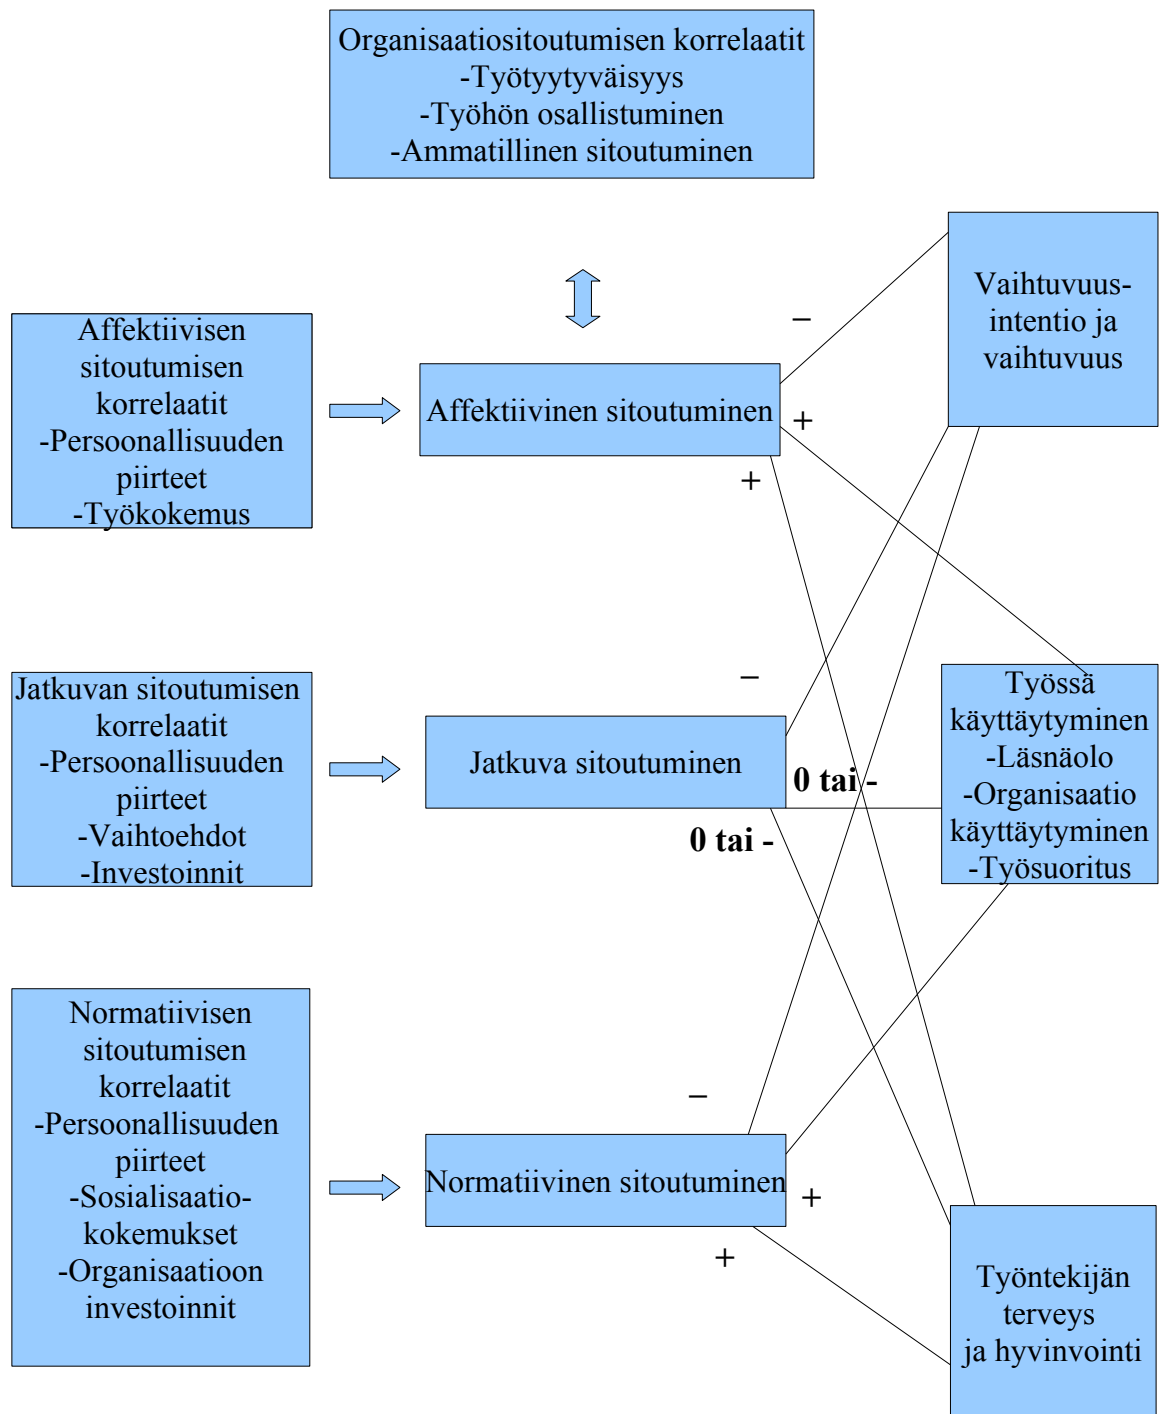 Organisaatiositoutumisen korrelaatit
-Työtyytyväisyys
-Työhön osallistuminen
-Ammatillinen sitoutuminen
Vaihtuvuus-
intentio ja
vaihtuvuus
Affektiivisen
sitoutumisen
korrelaatit
-Persoonallisuuden
piirteet
-Työkokemus
Affektiivinen sitoutuminen
–
+
+
Jatkuvan sitoutumisen
korrelaatit
-Persoonallisuuden
piirteet
-Vaihtoehdot
-Investoinnit
Jatkuva sitoutuminen
–
0 tai -
0 tai -
Työssä
käyttäytyminen
-Läsnäolo
-Organisaatio
käyttäytyminen
-Työsuoritus
Normatiivisen
sitoutumisen
korrelaatit
-Persoonallisuuden
piirteet
-Sosialisaatio-
kokemukset
-Organisaatioon
investoinnit
Normatiivinen sitoutuminen
–
+
+
Työntekijän
terveys
ja hyvinvointi